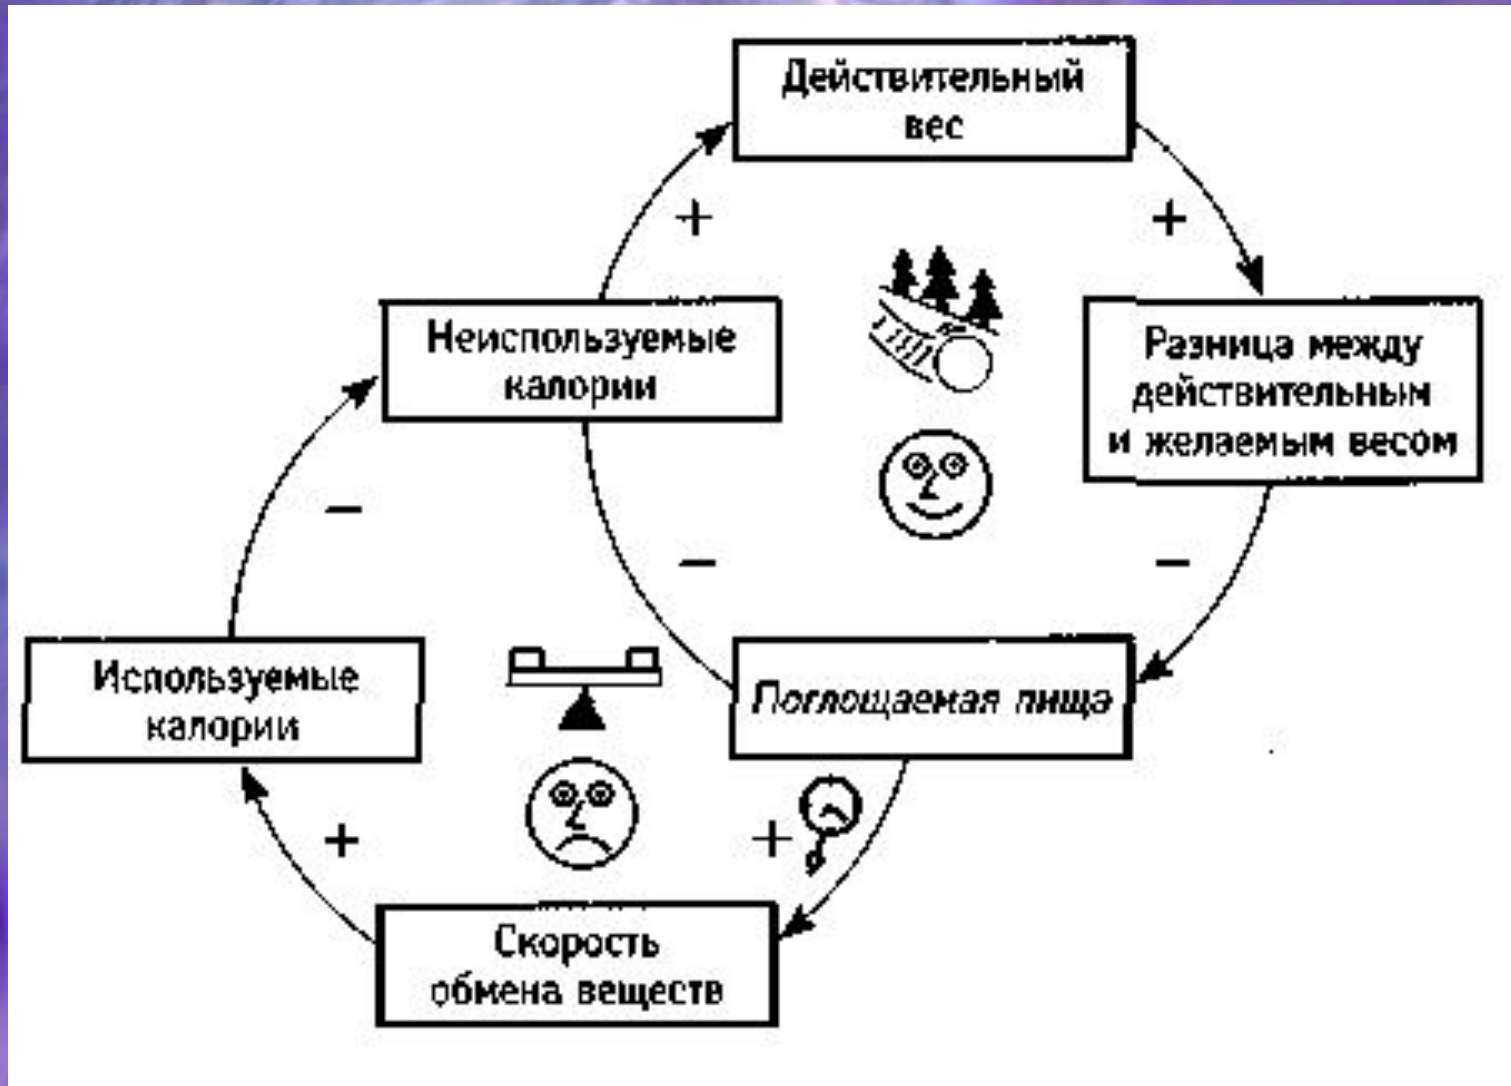 Действительный
вес
+
+
Неиспользуемые
калории
Разница между
действительным
и желаемым весом
−
−
−
Используемые
калории
Поглощаемая пища
+
+
Скорость
обмена веществ